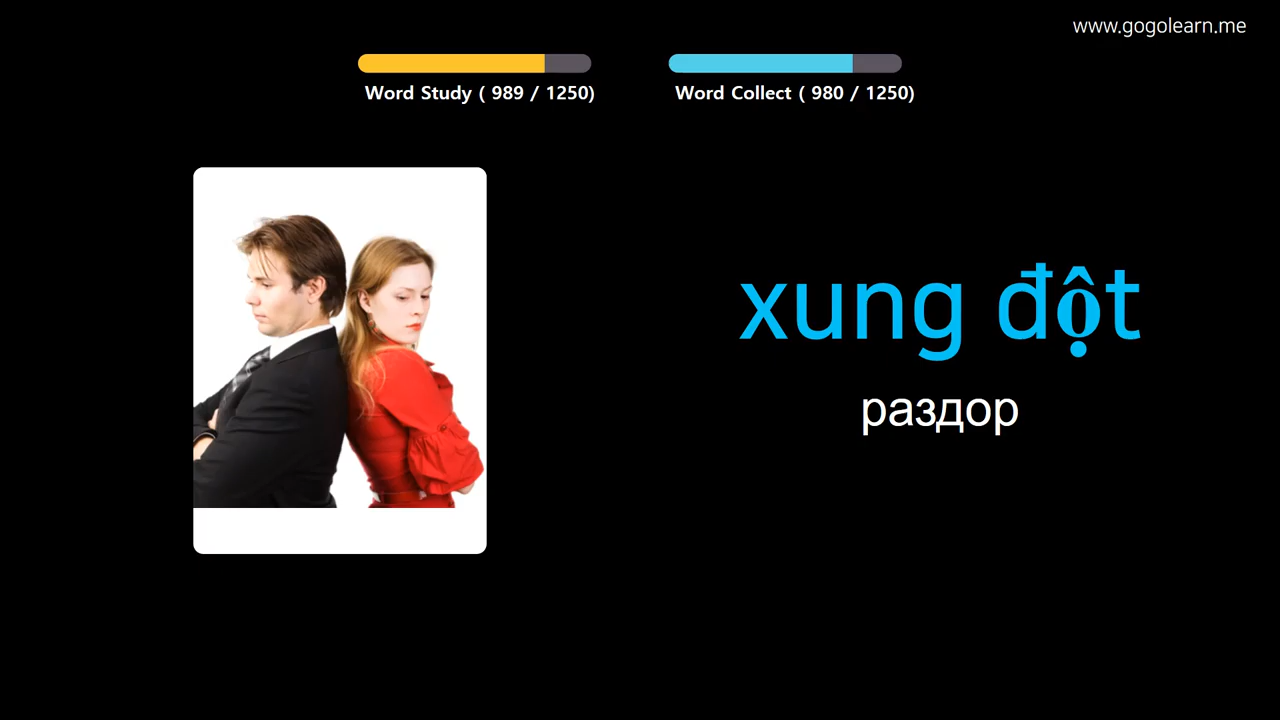 www.gogolearn.me
Word Study ( 989 / 1250)
Word Collect ( 980 / 1250)
xung đột
раздор